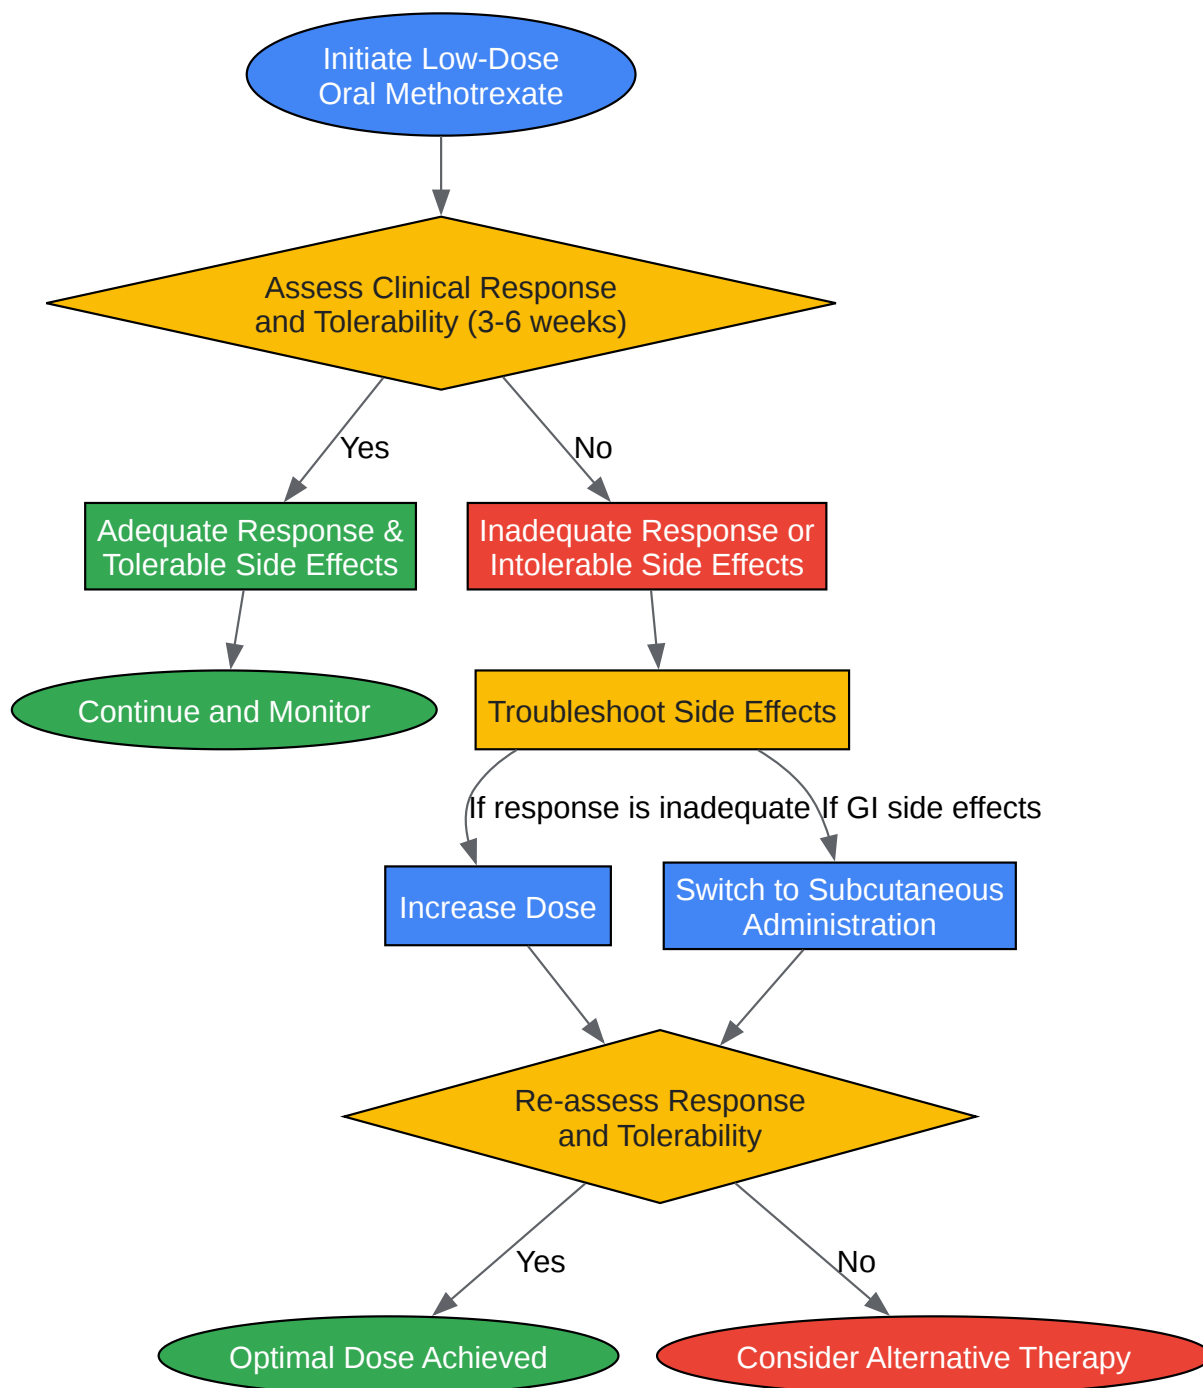 Initiate Low-Dose
Oral Methotrexate
Assess Clinical Response
and Tolerability (3-6 weeks)
Yes
No
Adequate Response &
Tolerable Side Effects
Inadequate Response or
Intolerable Side Effects
Continue and Monitor
Troubleshoot Side Effects
If response is inadequate
If GI side effects
Increase Dose
Switch to Subcutaneous
Administration
Re-assess Response
and Tolerability
Yes
No
Optimal Dose Achieved
Consider Alternative Therapy